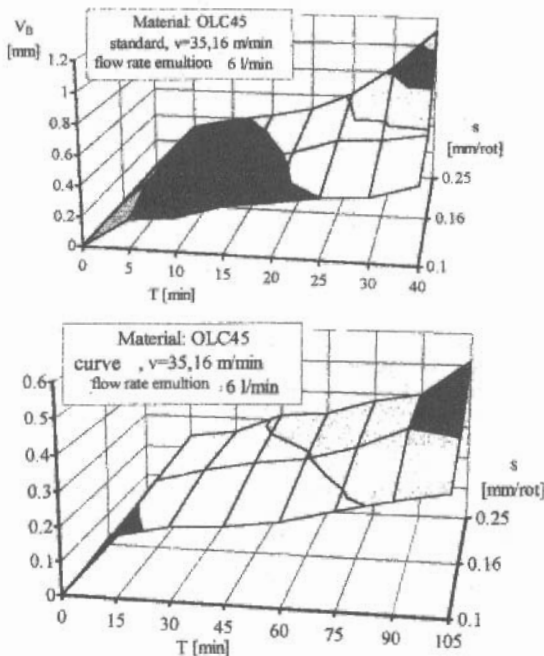 V_B
[mm]
Material: OLC45
standard, v=35,16 m/min
flow rate emultion 6 l/min
1.2
1
0.8
0.6
0.4
0.2
0
0
5
10
15
20
25
30
35
40
T [min]
s
[mm/rot]
0.25
0.16
0.1
Material: OLC45
curve , v=35,16 m/min
flow rate emultion : 6 l/min
0.6
0.5
0.4
0.3
0.2
0.1
0
0
15
30
45
60
75
90
105
T [min]
s
[mm/rot]
0.25
0.16
0.1